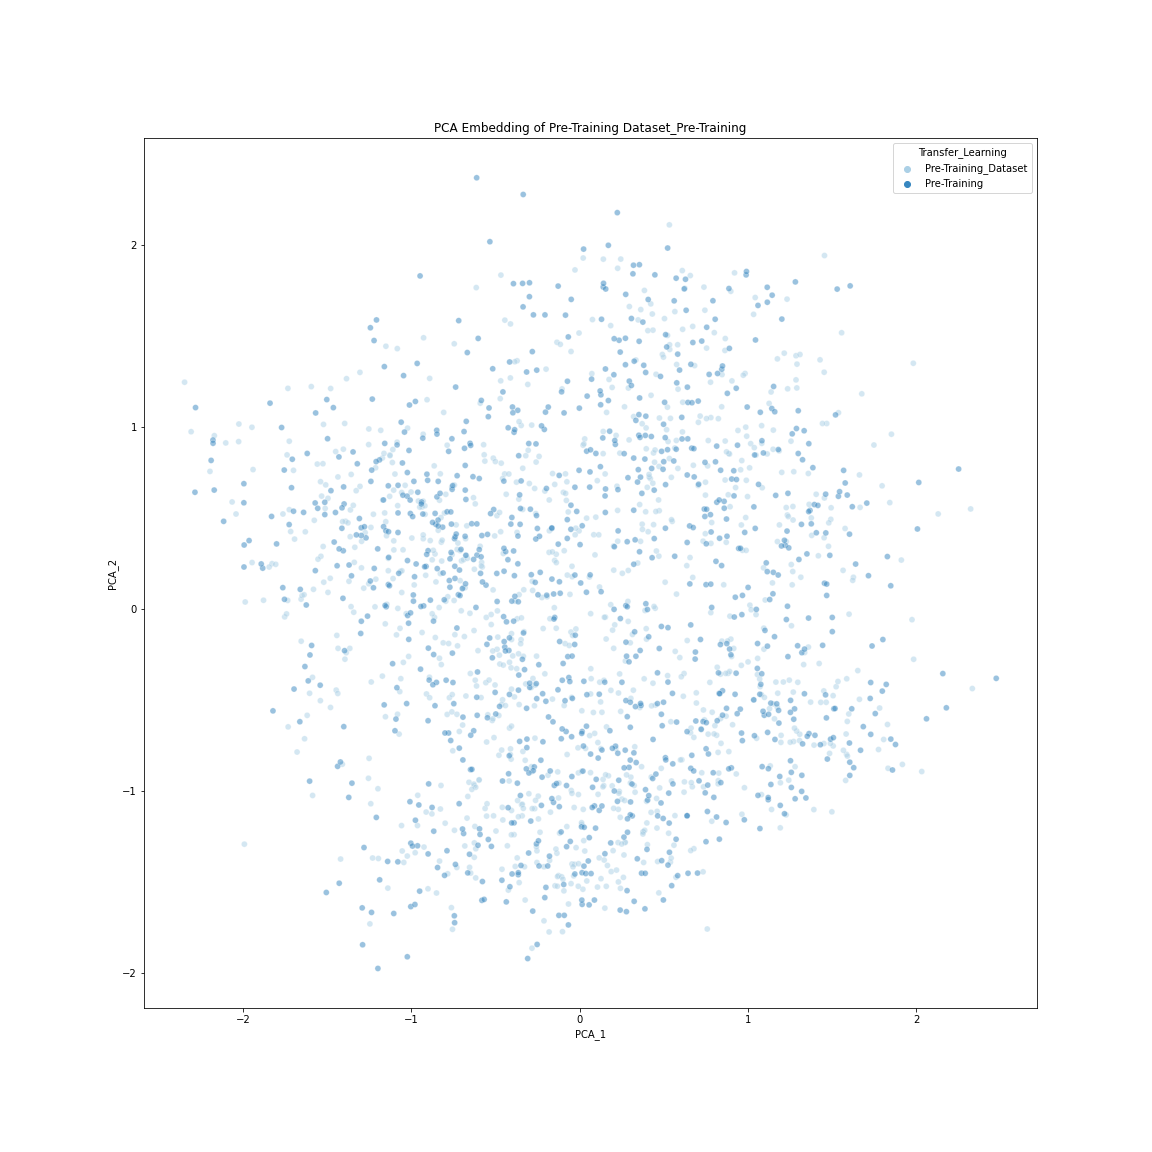 PCA Embedding of Pre-Training Dataset_Pre-Training
Transfer_Learning
Pre-Training_Dataset
Pre-Training
2
1
0
−1
−2
PCA_2
−2
−1
0
1
2
PCA_1